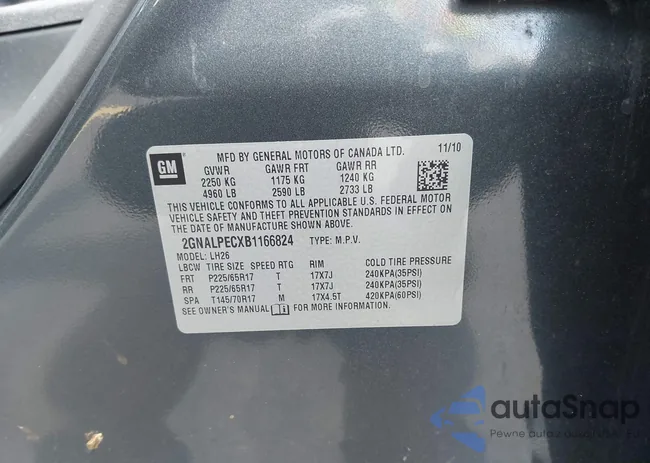 GM
MFD BY GENERAL MOTORS OF CANADA LTD. 11/10
GVWR GAWR FRT GAWR RR
2250 KG 1175 KG 1240 KG
4960 LB 2590 LB 2733 LB
THIS VEHICLE CONFORMS TO ALL APPLICABLE U.S. FEDERAL MOTOR
VEHICLE SAFETY AND THEFT PREVENTION STANDARDS IN EFFECT ON
THE DATE OF MANUFACTURE SHOWN ABOVE.
2GNALPECXB1166824 TYPE: M.P.V.
MODEL: LH26
LBCW TIRE SIZE SPEED RTG RIM COLD TIRE PRESSURE
FRT P225/65R17 T 17X7J 240KPA(35PSI)
RR P225/65R17 T 17X7J 240KPA(35PSI)
SPA T145/70R17 M 17X4.5T 420KPA(60PSI)
SEE OWNER'S MANUAL FOR MORE INFORMATION.
autaSnap
Pewne auto z